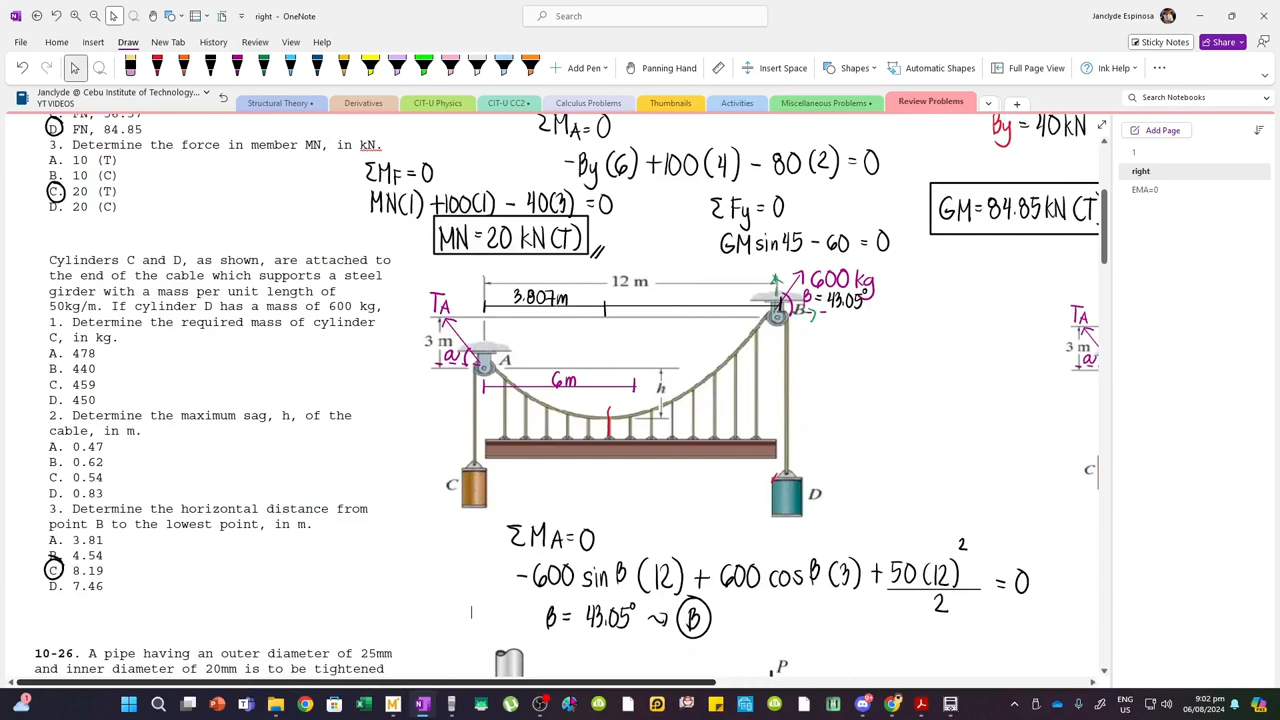 right - OneNote
Search
Janclyde Espinosa
File Home Insert Draw New Tab History Review View Help
Sticky Notes Share
Add Pen Panning Hand Insert Space Shapes Automatic Shapes Full Page View Ink Help
Janclyde @ Cebu Institute of Technology...
YT VIDEOS
Structural Theory Derivatives CIT-U Physics CIT-U CC2 Calculus Problems Thumbnails Activities Miscellaneous Problems Review Problems
Search Notebooks
Add Page
1
right
EMA=0
D. FN, 84.85
3. Determine the force in member MN, in kN.
A. 10 (T)
B. 10 (C)
C. 20 (T)
D. 20 (C)
ΣMF = 0
MN(1) +100(1) - 40(3) = 0
MN = 20 kN (T)
ΣMA = 0
-By (6) +100 (4) - 80 (2) = 0
ΣFy = 0
GM sin 45 - 60 = 0
By = 40 kN
GM = 84.85 kN (T)
Cylinders C and D, as shown, are attached to
the end of the cable which supports a steel
girder with a mass per unit length of
50kg/m. If cylinder D has a mass of 600 kg,
1. Determine the required mass of cylinder
C, in kg.
A. 478
B. 440
C. 459
D. 450
2. Determine the maximum sag, h, of the
cable, in m.
A. 0.47
B. 0.62
C. 0.54
D. 0.83
3. Determine the horizontal distance from
point B to the lowest point, in m.
A. 3.81
B. 4.54
C. 8.19
D. 7.46
12 m
3.807m
600 kg
β = 43.05°
B
TA
3 m
a
A
6m
h
C
D
TA
3 m
a
C
ΣMA = 0
-600 sin β (12) + 600 cos β (3) + 50 (12)²
2
= 0
β = 43.05° ⤳ B
10-26. A pipe having an outer diameter of 25mm
and inner diameter of 20mm is to be tightened
P
1
ENG
US
9:02 pm
06/08/2024